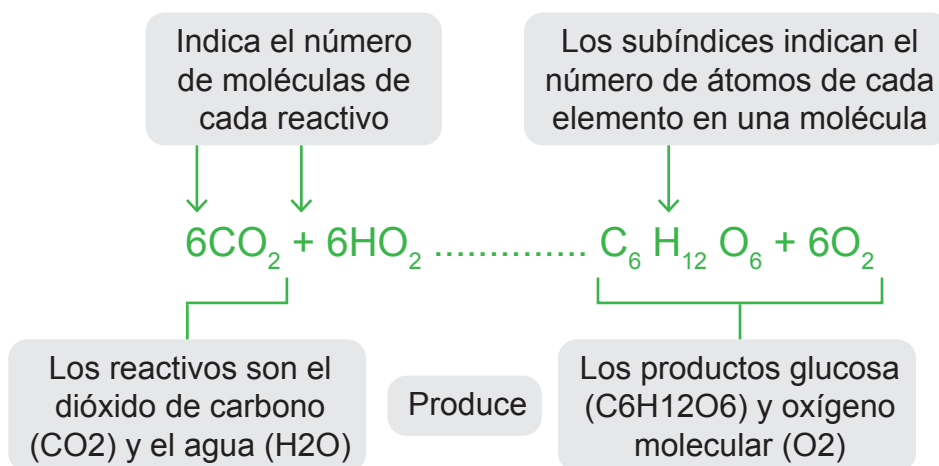 Indica el número
de moléculas de
cada reactivo
Los subíndices indican el
número de átomos de cada
elemento en una molécula
6CO₂ + 6HO₂ .............. C₆ H₁₂ O₆ + 6O₂
Los reactivos son el
dióxido de carbono
(CO2) y el agua (H2O)
Produce
Los productos glucosa
(C6H12O6) y oxígeno
molecular (O2)